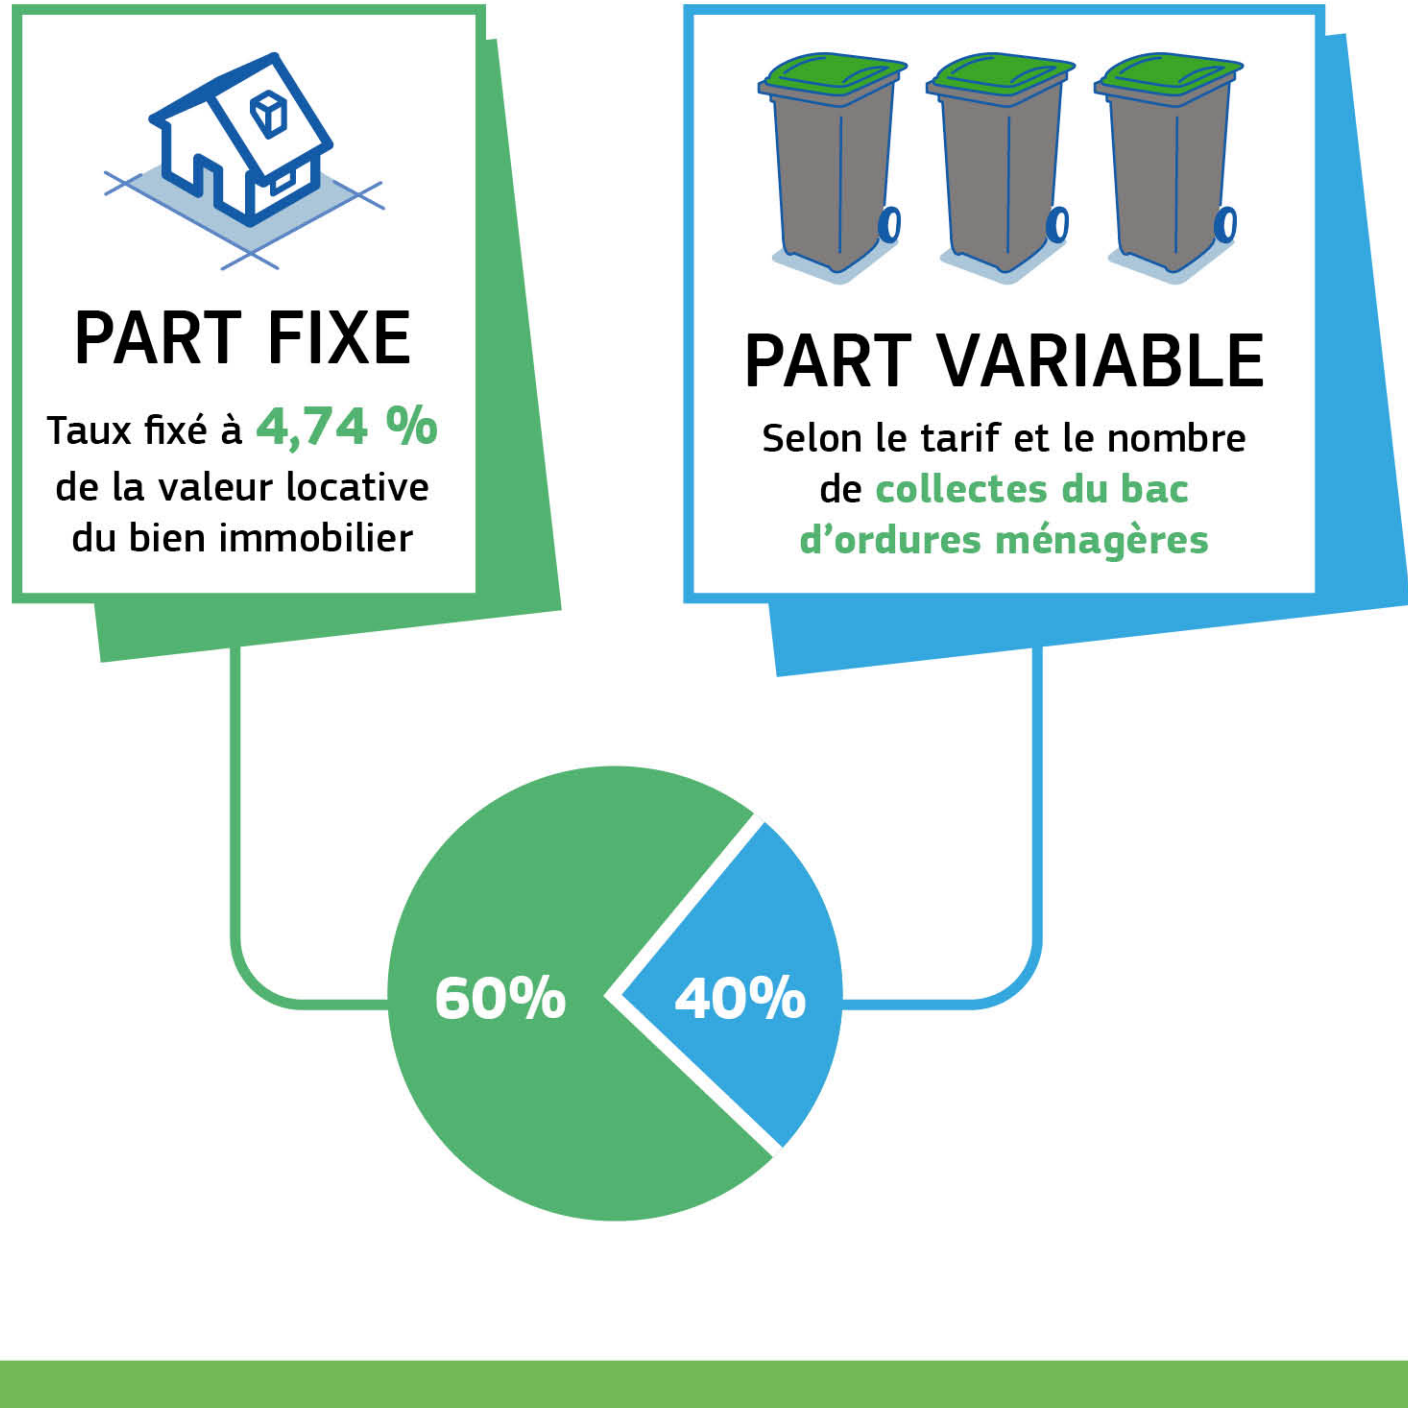 PART FIXE
Taux fixé à 4,74 %
de la valeur locative
du bien immobilier
PART VARIABLE
Selon le tarif et le nombre
de collectes du bac
d’ordures ménagères
60%
40%